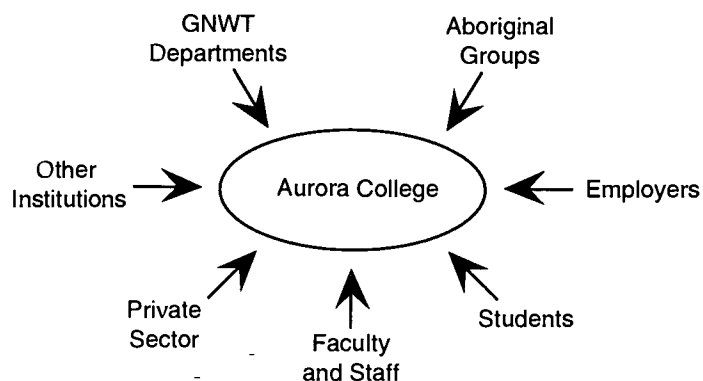 GNWT
Departments
Aboriginal
Groups
Other
Institutions
Aurora College
Employers
Private
Sector
Faculty
and Staff
Students